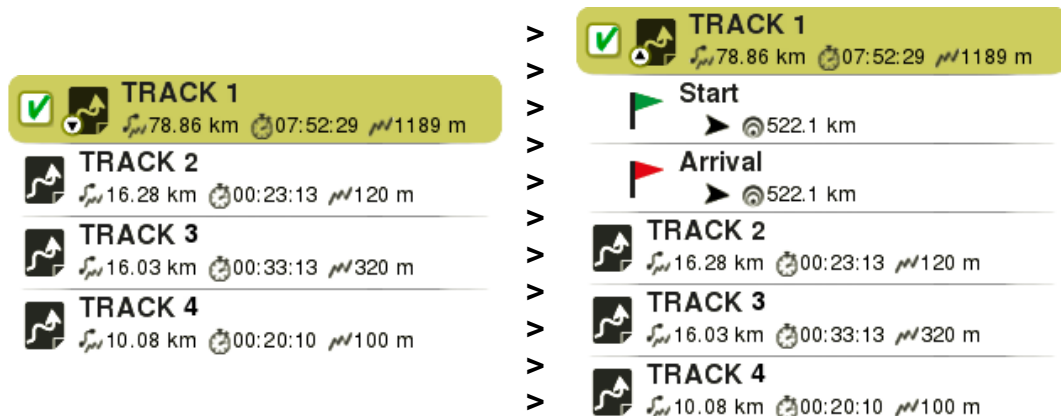 TRACK 1
78.86 km 07:52:29 1189 m
TRACK 2
16.28 km 00:23:13 120 m
TRACK 3
16.03 km 00:33:13 320 m
TRACK 4
10.08 km 00:20:10 100 m
>
>
>
>
>
>
>
>
>
>
>
TRACK 1
78.86 km 07:52:29 1189 m
Start
522.1 km
Arrival
522.1 km
TRACK 2
16.28 km 00:23:13 120 m
TRACK 3
16.03 km 00:33:13 320 m
TRACK 4
10.08 km 00:20:10 100 m